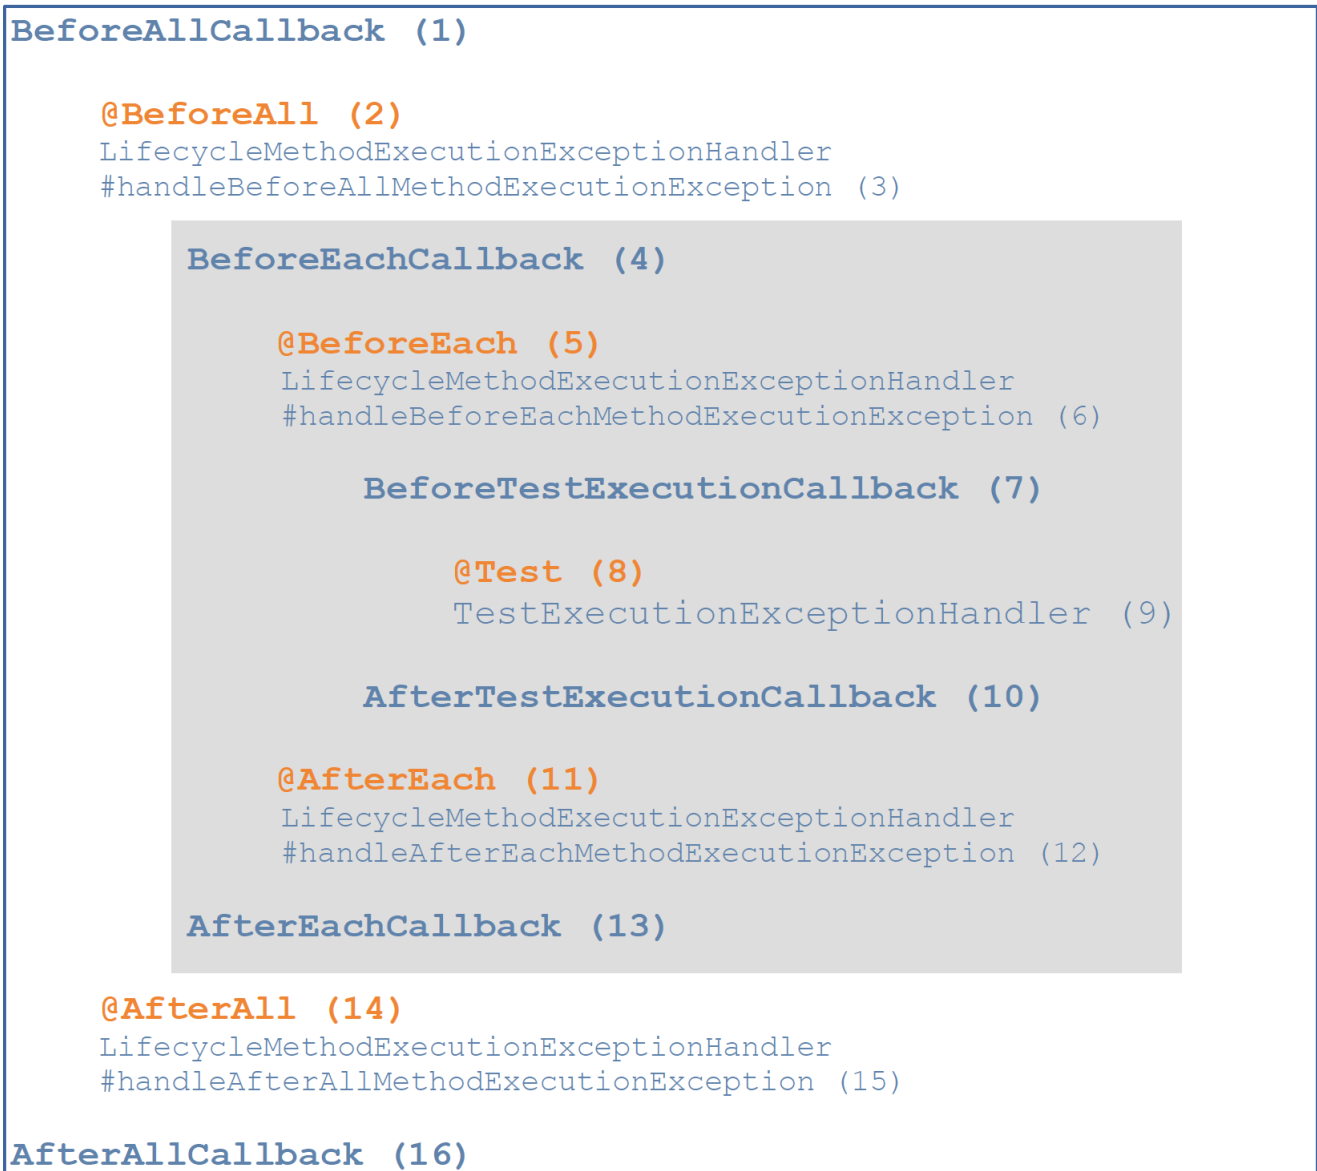 BeforeAllCallback (1)
@BeforeAll (2)
LifecycleMethodExecutionExceptionHandler
#handleBeforeAllMethodExecutionException (3)
BeforeEachCallback (4)
@BeforeEach (5)
LifecycleMethodExecutionExceptionHandler
#handleBeforeEachMethodExecutionException (6)
BeforeTestExecutionCallback (7)
@Test (8)
TestExecutionExceptionHandler (9)
AfterTestExecutionCallback (10)
@AfterEach (11)
LifecycleMethodExecutionExceptionHandler
#handleAfterEachMethodExecutionException (12)
AfterEachCallback (13)
@AfterAll (14)
LifecycleMethodExecutionExceptionHandler
#handleAfterAllMethodExecutionException (15)
AfterAllCallback (16)